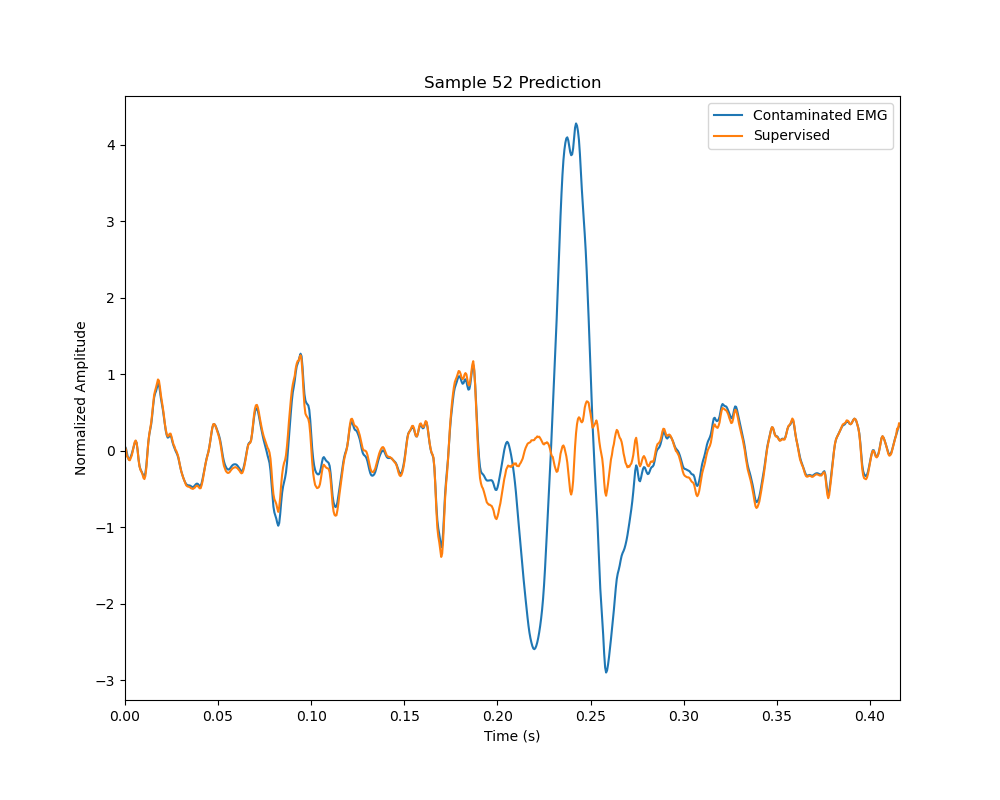 Sample 52 Prediction
Contaminated EMG
Supervised
Normalized Amplitude
4
3
2
1
0
−1
−2
−3
0.00 0.05 0.10 0.15 0.20 0.25 0.30 0.35 0.40
Time (s)